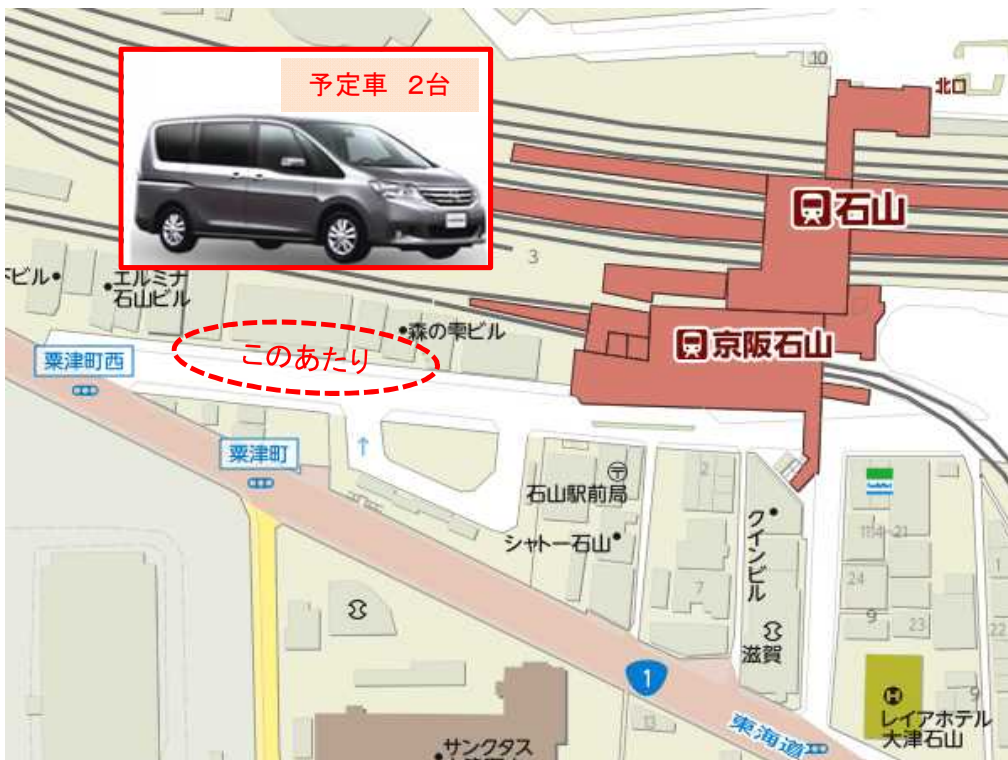 予定車 2台
10
北口
石山
3
エルミナ
石山ビル
ビル
森の雫ビル
このあたり
京阪石山
粟津町西
粟津町
石山駅前局
シャトー石山
2
クインビル
7
滋賀
24
9
23
1
22
9
13
1
東海道
レイアホテル
大津石山
サンクタス